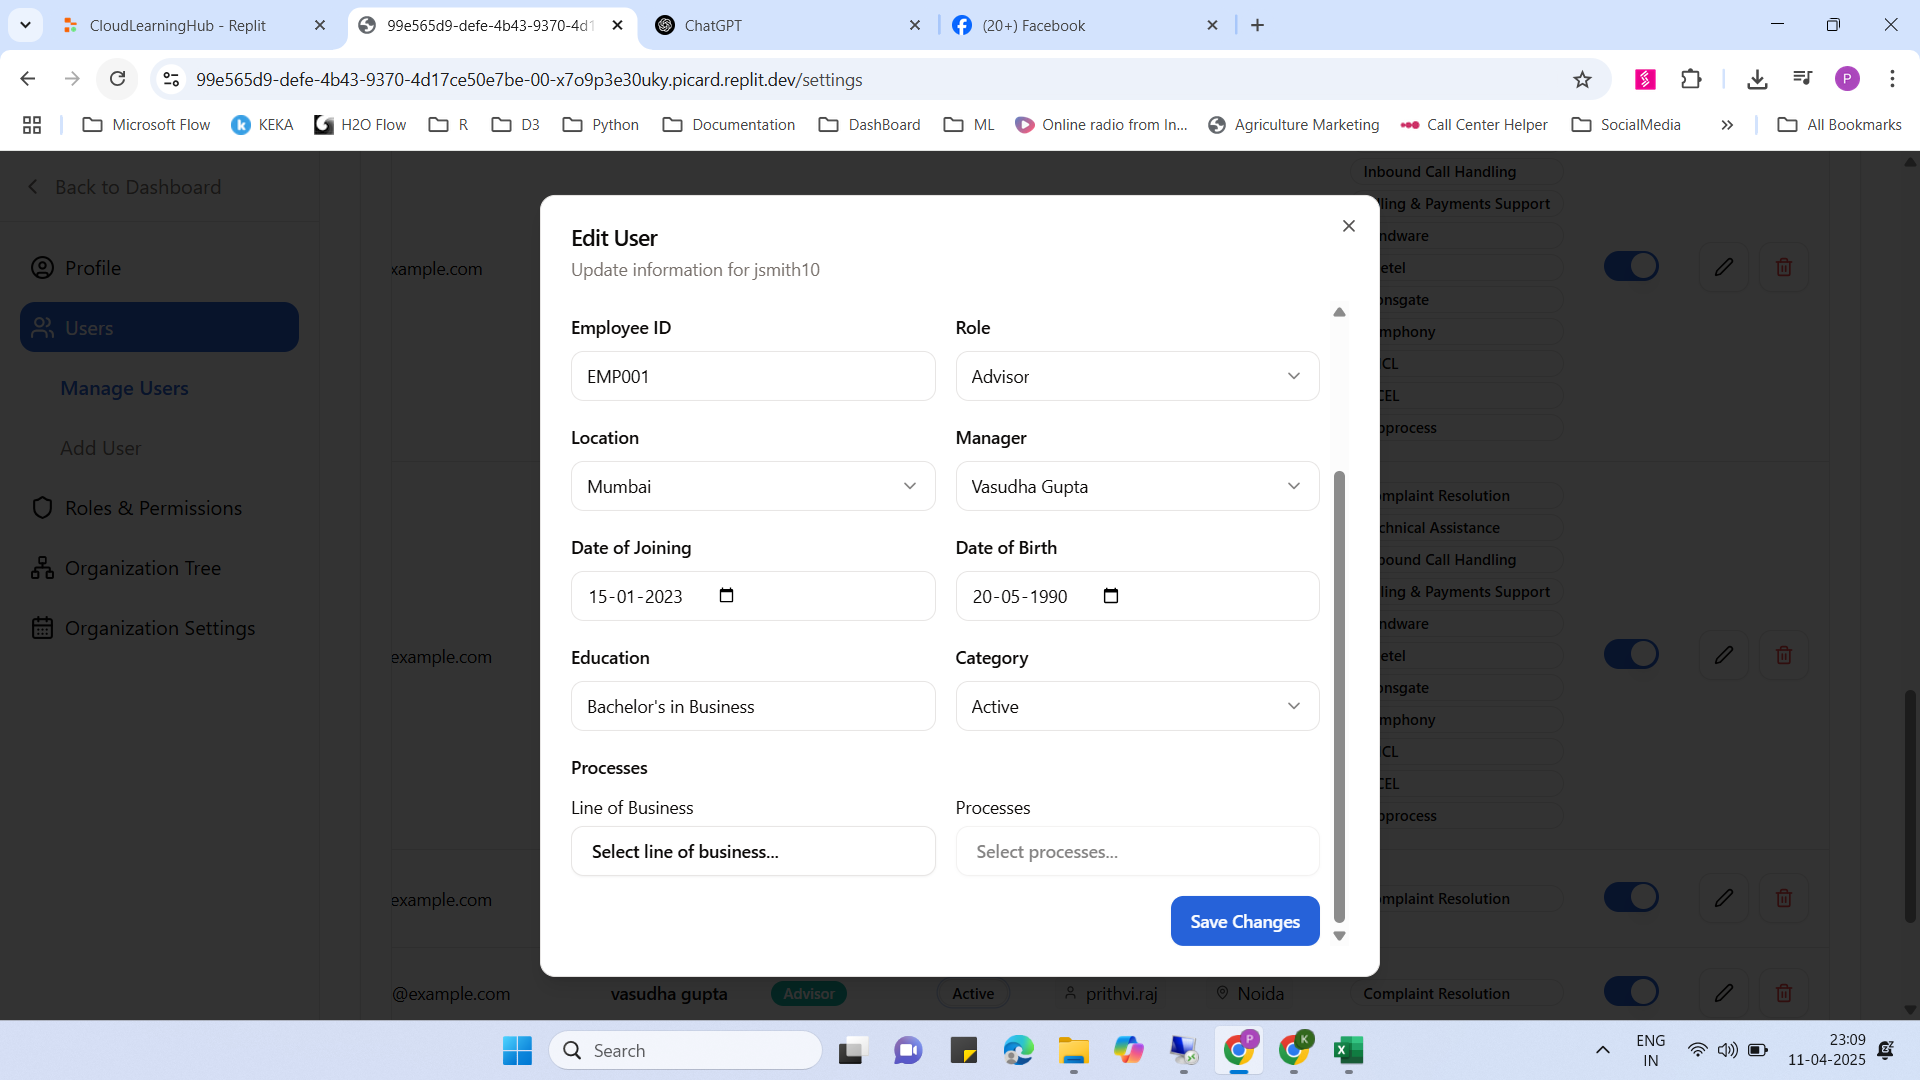 CloudLearningHub - Replit
99e565d9-defe-4b43-9370-4d1
ChatGPT
(20+) Facebook
99e565d9-defe-4b43-9370-4d17ce50e7be-00-x7o9p3e30uky.picard.replit.dev/settings
P
Microsoft Flow
KEKA
H2O Flow
R
D3
Python
Documentation
DashBoard
ML
Online radio from In...
Agriculture Marketing
Call Center Helper
SocialMedia
All Bookmarks
Back to Dashboard
Profile
Users
Manage Users
Add User
Roles & Permissions
Organization Tree
Organization Settings
Edit User
Update information for jsmith10
Employee ID
EMP001
Role
Advisor
Location
Mumbai
Manager
Vasudha Gupta
Date of Joining
15-01-2023
Date of Birth
20-05-1990
Education
Bachelor's in Business
Category
Active
Processes
Line of Business
Select line of business...
Processes
Select processes...
Save Changes
xample.com
Inbound Call Handling
lling & Payments Support
ndware
etel
onsgate
mphony
CL
CEL
oprocess
example.com
mplaint Resolution
chnical Assistance
bound Call Handling
lling & Payments Support
ndware
etel
onsgate
mphony
CL
CEL
oprocess
example.com
mplaint Resolution
@example.com
vasudha gupta
Advisor
Active
prithvi.raj
Noida
Complaint Resolution
Search
P
K
ENG
IN
23:09
11-04-2025